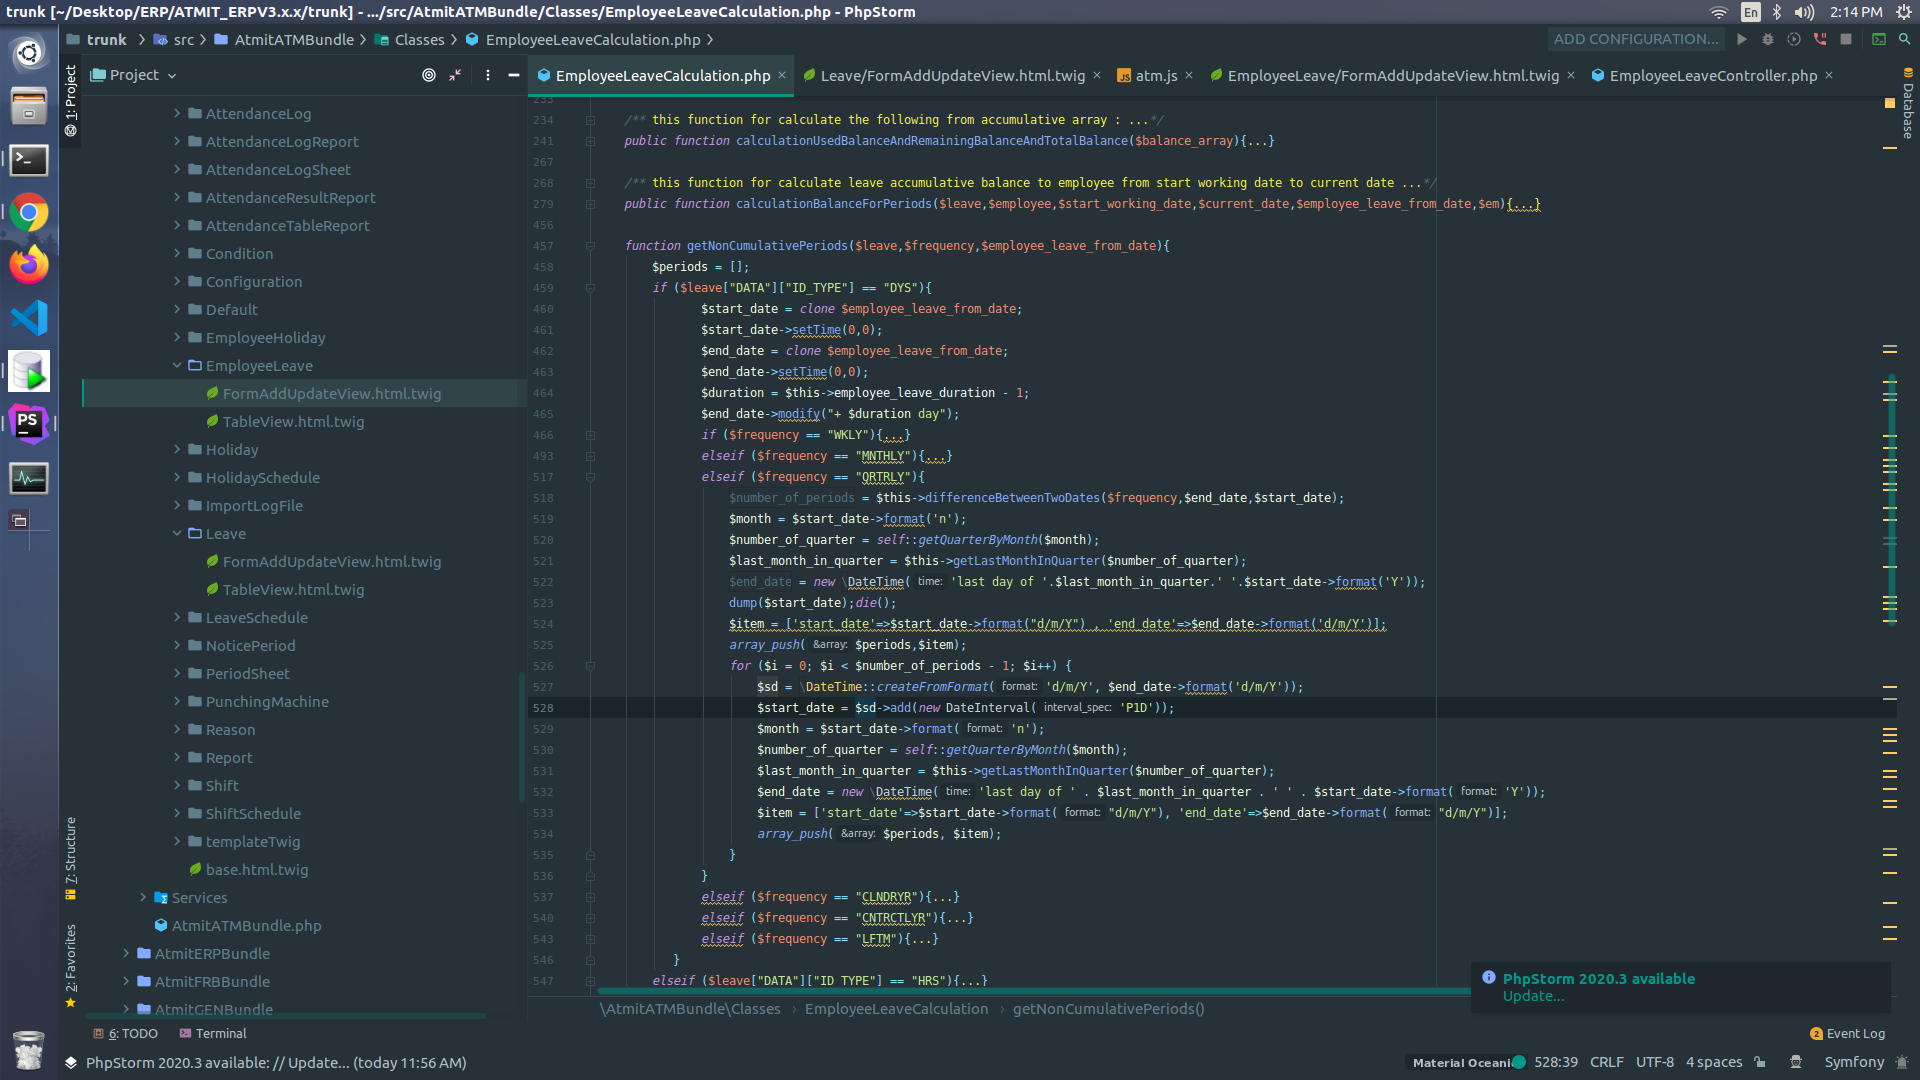 trunk [~/Desktop/ERP/ATMIT_ERPV3.x.x/trunk] - .../src/AtmitATMBundle/Classes/EmployeeLeaveCalculation.php - PhpStorm
En
2:14 PM
trunk
src
AtmitATMBundle
Classes
EmployeeLeaveCalculation.php
ADD CONFIGURATION...
1: Project
Project
EmployeeLeaveCalculation.php
Leave/FormAddUpdateView.html.twig
atm.js
EmployeeLeave/FormAddUpdateView.html.twig
EmployeeLeaveController.php
Database
AttendanceLog
AttendanceLogReport
AttendanceLogSheet
AttendanceResultReport
AttendanceTableReport
Condition
Configuration
Default
EmployeeHoliday
EmployeeLeave
FormAddUpdateView.html.twig
TableView.html.twig
Holiday
HolidaySchedule
ImportLogFile
Leave
FormAddUpdateView.html.twig
TableView.html.twig
LeaveSchedule
NoticePeriod
PeriodSheet
PunchingMachine
Reason
Report
Shift
ShiftSchedule
templateTwig
base.html.twig
Services
AtmitATMBundle.php
AtmitERPBundle
AtmitFRBBundle
AtmitGENBundle
7: Structure
2: Favorites
233
234 /** this function for calculate the following from accumulative array : ...*/
241 public function calculationUsedBalanceAndRemainingBalanceAndTotalBalance($balance_array){...}
267
268 /** this function for calculate leave accumulative balance to employee from start working date to current date ...*/
279 public function calculationBalanceForPeriods($leave,$employee,$start_working_date,$current_date,$employee_leave_from_date,$em){...}
456
457 function getNonCumulativePeriods($leave,$frequency,$employee_leave_from_date){
458 $periods = [];
459 if ($leave["DATA"]["ID_TYPE"] == "DYS"){
460 $start_date = clone $employee_leave_from_date;
461 $start_date->setTime(0,0);
462 $end_date = clone $employee_leave_from_date;
463 $end_date->setTime(0,0);
464 $duration = $this->employee_leave_duration - 1;
465 $end_date->modify("+ $duration day");
466 if ($frequency == "WKLY"){...}
493 elseif ($frequency == "MNTHLY"){...}
517 elseif ($frequency == "QRTRLY"){
518 $number_of_periods = $this->differenceBetweenTwoDates($frequency,$end_date,$start_date);
519 $month = $start_date->format('n');
520 $number_of_quarter = self::getQuarterByMonth($month);
521 $last_month_in_quarter = $this->getLastMonthInQuarter($number_of_quarter);
522 $end_date = new \DateTime( time: 'last day of '.$last_month_in_quarter.' '.$start_date->format('Y'));
523 dump($start_date);die();
524 $item = ['start_date'=>$start_date->format("d/m/Y") , 'end_date'=>$end_date->format('d/m/Y')];
525 array_push( &array: $periods,$item);
526 for ($i = 0; $i < $number_of_periods - 1; $i++) {
527 $sd = \DateTime::createFromFormat( format: 'd/m/Y', $end_date->format('d/m/Y'));
528 $start_date = $sd->add(new DateInterval( interval_spec: 'P1D'));
529 $month = $start_date->format( format: 'n');
530 $number_of_quarter = self::getQuarterByMonth($month);
531 $last_month_in_quarter = $this->getLastMonthInQuarter($number_of_quarter);
532 $end_date = new \DateTime( time: 'last day of ' . $last_month_in_quarter . ' ' . $start_date->format( format: 'Y'));
533 $item = ['start_date'=>$start_date->format( format: "d/m/Y"), 'end_date'=>$end_date->format( format: "d/m/Y")];
534 array_push( &array: $periods, $item);
535 }
536 }
537 elseif ($frequency == "CLNDRYR"){...}
540 elseif ($frequency == "CNTRCTLYR"){...}
543 elseif ($frequency == "LFTM"){...}
546 }
547 elseif ($leave["DATA"]["ID_TYPE"] == "HRS"){...}
PhpStorm 2020.3 available
Update...
\AtmitATMBundle\Classes
EmployeeLeaveCalculation
getNonCumulativePeriods()
6: TODO
Terminal
2 Event Log
PhpStorm 2020.3 available: // Update... (today 11:56 AM)
Material Oceani
528:39
CRLF
UTF-8
4 spaces
Symfony